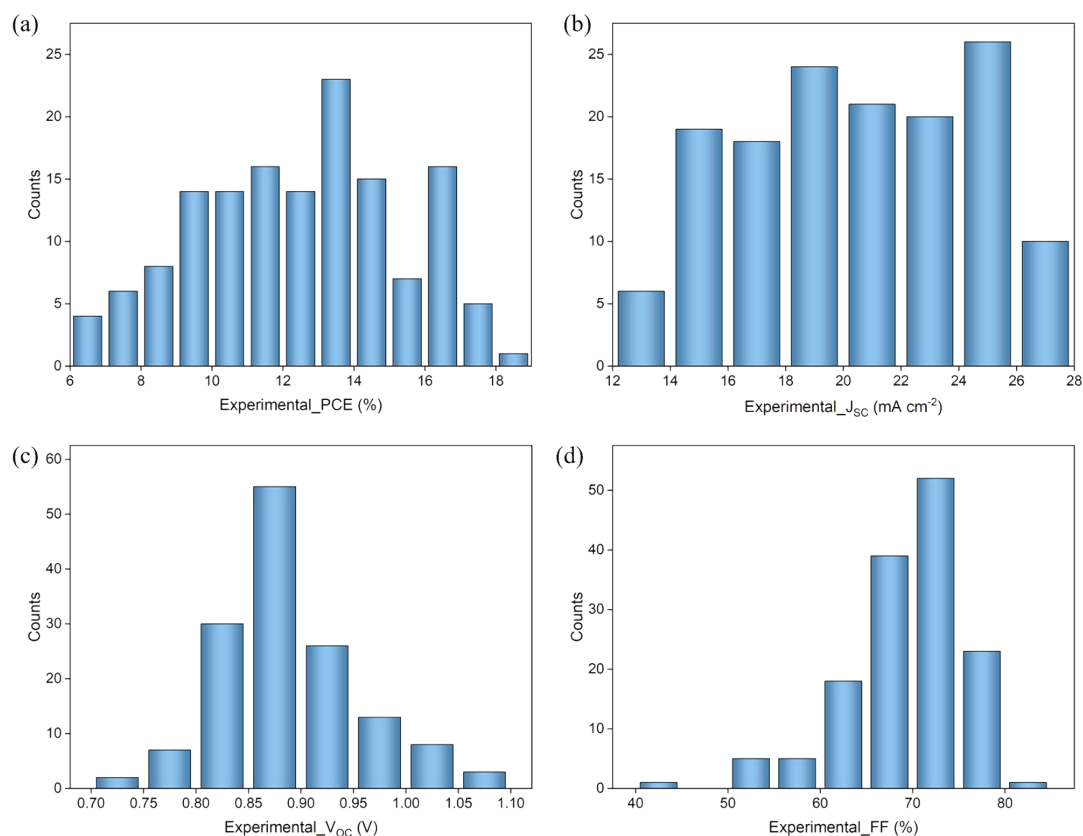 (a)
25
20
15
10
5
0
Counts
6 8 10 12 14 16 18
Experimental_PCE (%)
(b)
25
20
15
10
5
0
Counts
12 14 16 18 20 22 24 26 28
Experimental_J_SC (mA cm⁻²)
(c)
60
50
40
30
20
10
0
Counts
0.70 0.75 0.80 0.85 0.90 0.95 1.00 1.05 1.10
Experimental_V_OC (V)
(d)
50
40
30
20
10
0
Counts
40 50 60 70 80
Experimental_FF (%)